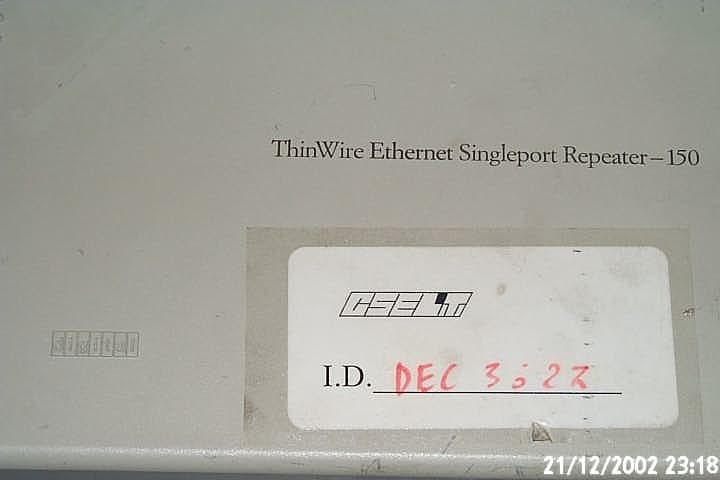 ThinWire Ethernet Singleport Repeater–150
CSELT
I.D. DEC
21/12/2002 23:18